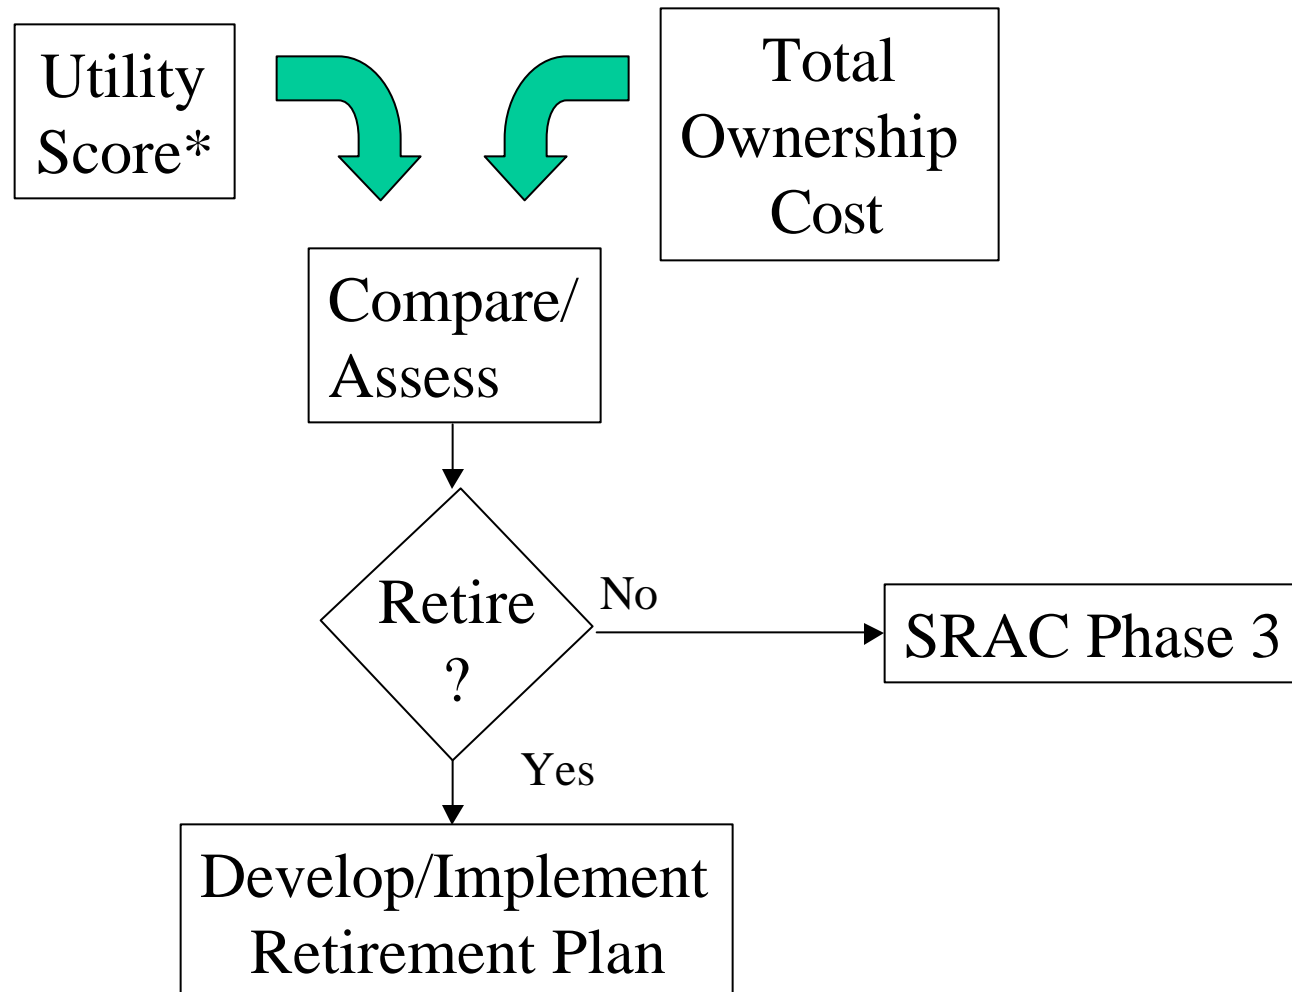 Utility
Score*
Total
Ownership
Cost
Compare/
Assess
Retire
?
No
SRAC Phase 3
Yes
Develop/Implement
Retirement Plan